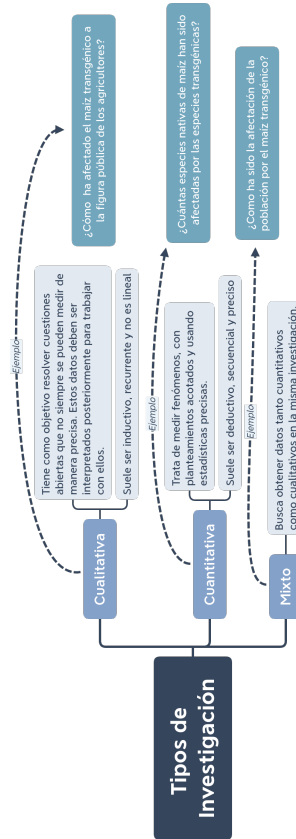 Tipos de
Investigación
Cualitativa
Tiene como objetivo resolver cuestiones
abiertas que no siempre se pueden medir de
manera precisa. Estos datos deben ser
interpretados posteriormente para trabajar
con ellos.
Suele ser inductivo, recurrente y no es lineal
Ejemplo
¿Cómo ha afectado el maíz transgénico a
la figura pública de los agricultores?
Cuantitativa
Trata de medir fenómenos, con
planteamientos acotados y usando
estadísticas precisas.
Suele ser deductivo, secuencial y preciso
Ejemplo
¿Cuántas especies nativas de maíz han sido
afectadas por las especies transgénicas?
Mixto
Busca obtener datos tanto cuantitativos
como cualitativos en la misma investigación.
Ejemplo
¿Como ha sido la afectación de la
población por el maíz transgénico?